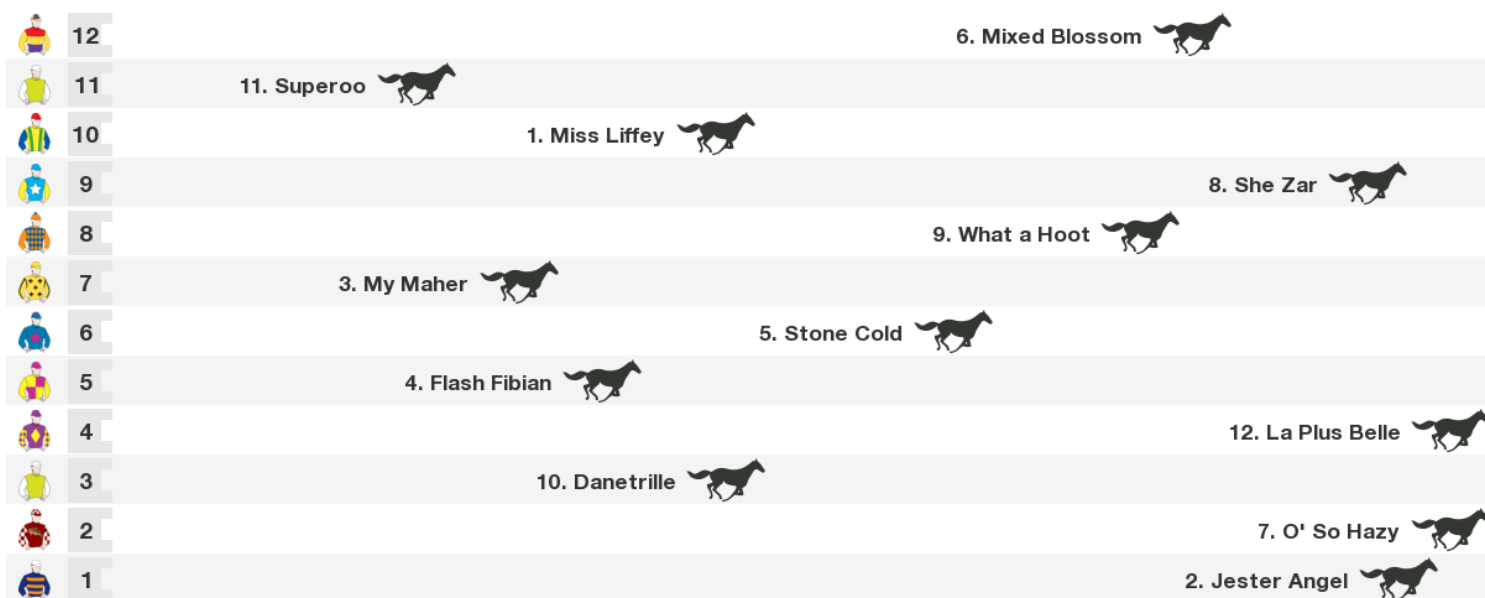 12 6. Mixed Blossom
11 11. Superoo
10 1. Miss Liffey
9 8. She Zar
8 9. What a Hoot
7 3. My Maher
6 5. Stone Cold
5 4. Flash Fibian
4 12. La Plus Belle
3 10. Danetrille
2 7. O' So Hazy
1 2. Jester Angel